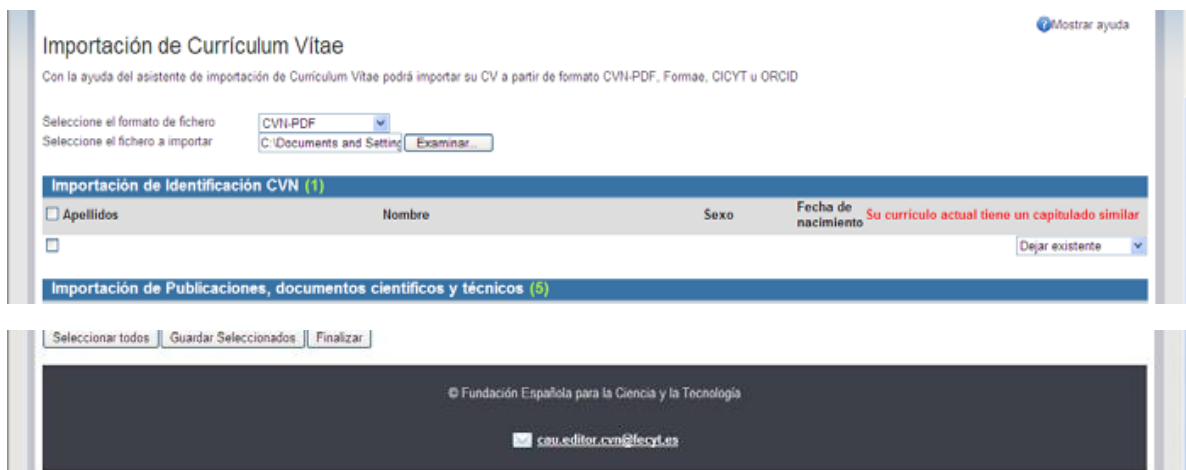 Mostrar ayuda
Importación de Currículum Vítae
Con la ayuda del asistente de importación de Curriculum Vitae podrá importar su CV a partir de formato CVN-PDF, Formae, CICYT u ORCID
Seleccione el formato de fichero CVN-PDF
Seleccione el fichero a importar C:\Documents and Setting Examinar...
Importación de Identificación CVN (1)
Apellidos Nombre Sexo Fecha de nacimiento Su currículo actual tiene un capitulado similar
Dejar existente
Importación de Publicaciones, documentos científicos y técnicos (5)
Seleccionar todos Guardar Seleccionados Finalizar
© Fundación Española para la Ciencia y la Tecnología
cau.editor.cvn@fecyt.es